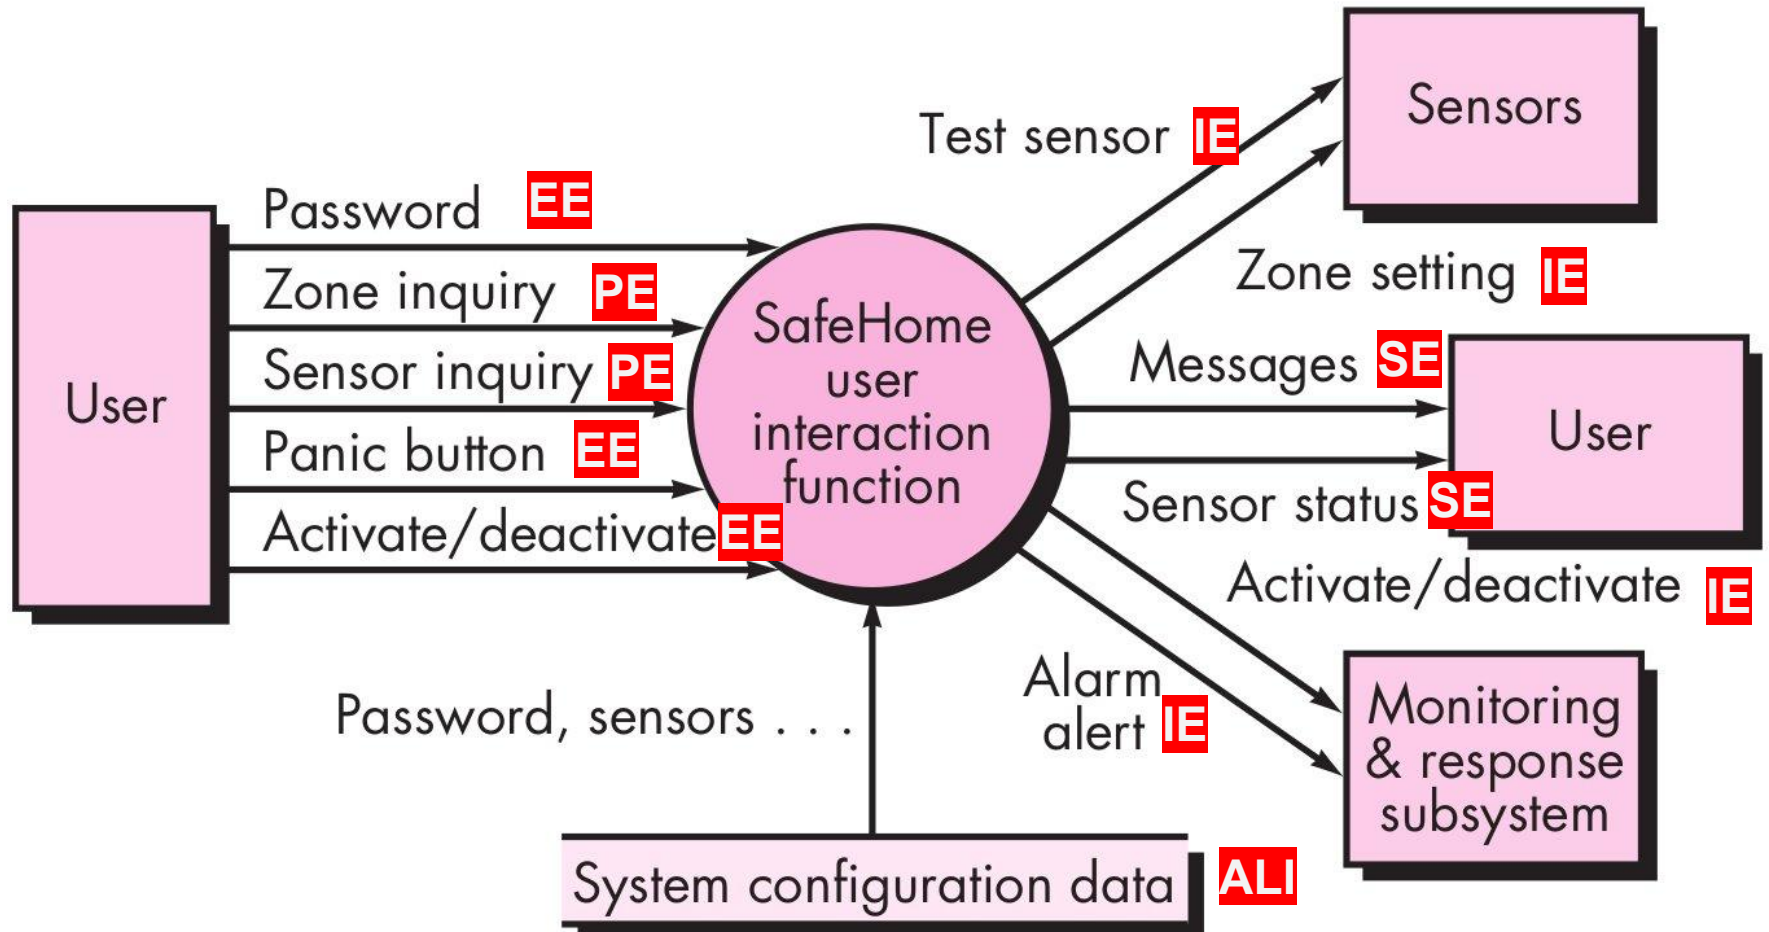 User
Password EE
Zone inquiry PE
Sensor inquiry PE
Panic button EE
Activate/deactivate EE
SafeHome
user
interaction
function
Password, sensors . . .
System configuration data ALI
Test sensor IE
Sensors
Zone setting IE
Messages SE
User
Sensor status SE
Activate/deactivate IE
Alarm
alert IE
Monitoring
& response
subsystem